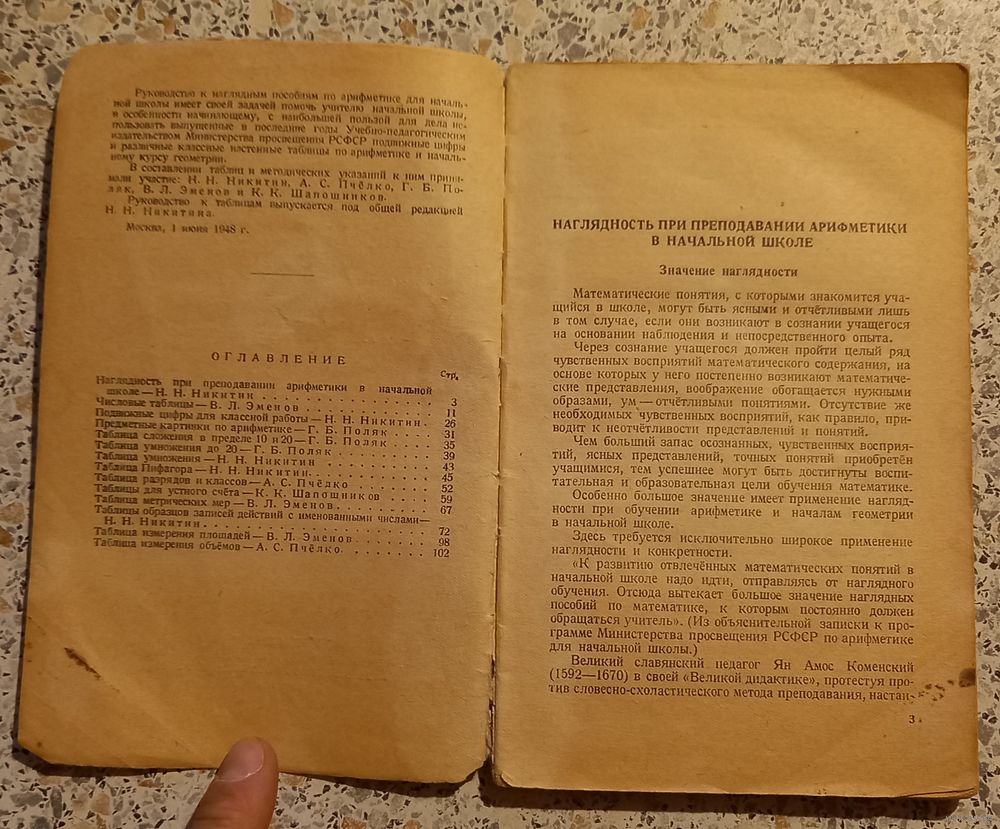 Руководство к наглядным пособиям по арифметике для началь-
ной школы имеет своей задачей помочь учителю начальной школы,
в особенности начинающему, с наибольшей пользой для дела ис-
пользовать выпущенные в последние годы Учебно-педагогическим
издательством Министерства просвещения РСФСР подвижные цифры
и различные классные настенные таблицы по арифметике и началь-
ному курсу геометрии.
В составлении таблиц и методических указаний к ним прини-
мали участие: Н. Н. Никитин, А. С. Пчёлко, Г. Б. По-
ляк, В. Л. Эменов и К. К. Шапошников.
Руководство к таблицам выпускается под общей редакцией
Н. Н. Никитина.
Москва, 1 июня 1948 г.
ОГЛАВЛЕНИЕ
Стр.
Наглядность при преподавании арифметики в начальной
школе — Н. Н. Никитин . . . . . . . . . . . . 3
Числовые таблицы — В. Л. Эменов . . . . . . . . . . 11
Подвижные цифры для классной работы — Н. Н. Никитин . 26
Предметные картинки по арифметике — Г. Б. Поляк . . . . 31
Таблица сложения в пределе 10 и 20 — Г. Б. Поляк . . . . 35
Таблица умножения до 20 — Г. Б. Поляк . . . . . . . 39
Таблица умножения — Н. Н. Никитин . . . . . . . . 43
Таблица Пифагора — Н. Н. Никитин . . . . . . . . . 45
Таблица разрядов и классов — А. С. Пчёлко . . . . . . 52
Таблицы для устного счёта — К. К. Шапошников . . . . 59
Таблица метрических мер — В. Л. Эменов . . . . . . . 67
Таблицы образцов записей действий с именованными числами —
Н. Н. Никитин . . . . . . . . . . . . . . . 72
Таблица измерения площадей — В. Л. Эменов . . . . . . 98
Таблица измерения объёмов — А. С. Пчёлко . . . . . . 102
НАГЛЯДНОСТЬ ПРИ ПРЕПОДАВАНИИ АРИФМЕТИКИ
В НАЧАЛЬНОЙ ШКОЛЕ
Значение наглядности
Математические понятия, с которыми знакомится уча-
щийся в школе, могут быть ясными и отчётливыми лишь
в том случае, если они возникают в сознании учащегося
на основании наблюдения и непосредственного опыта.
Через сознание учащегося должен пройти целый ряд
чувственных восприятий математического содержания, на
основе которых у него постепенно возникают математиче-
ские представления, воображение обогащается нужными
образами, ум — отчётливыми понятиями. Отсутствие же
необходимых чувственных восприятий, как правило, при-
водит к неотчётливости представлений и понятий.
Чем больший запас осознанных, чувственных восприя-
тий, ясных представлений, точных понятий приобретён
учащимися, тем успешнее могут быть достигнуты воспи-
тательная и образовательная цели обучения математике.
Особенно большое значение имеет применение нагляд-
ности при обучении арифметике и началам геометрии
в начальной школе.
Здесь требуется исключительно широкое применение
наглядности и конкретности.
«К развитию отвлечённых математических понятий в
начальной школе надо идти, отправляясь от наглядного
обучения. Отсюда вытекает большое значение наглядных
пособий по математике, к которым постоянно должен
обращаться учитель». (Из объяснительной записки к про-
грамме Министерства просвещения РСФСР по арифметике
для начальной школы.)
Великий славянский педагог Ян Амос Коменский
(1592—1670) в своей «Великой дидактике», протестуя про-
тив словесно-схоластического метода преподавания, настаи-
3